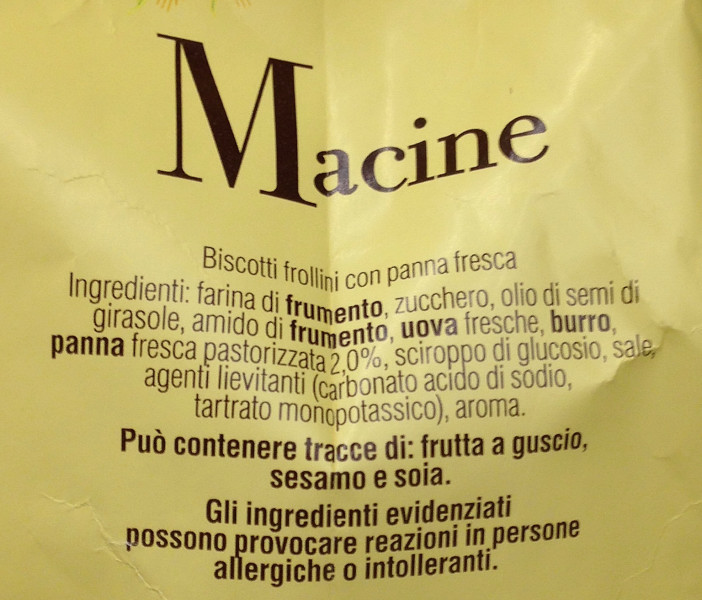 Macine
Biscotti frollini con panna fresca
Ingredienti: farina di frumento, zucchero, olio di semi di
girasole, amido di frumento, uova fresche, burro,
panna fresca pastorizzata 2,0%, sciroppo di glucosio, sale,
agenti lievitanti (carbonato acido di sodio,
tartrato monopotassico), aroma.
Può contenere tracce di: frutta a guscio,
sesamo e soia.
Gli ingredienti evidenziati
possono provocare reazioni in persone
allergiche o intolleranti.